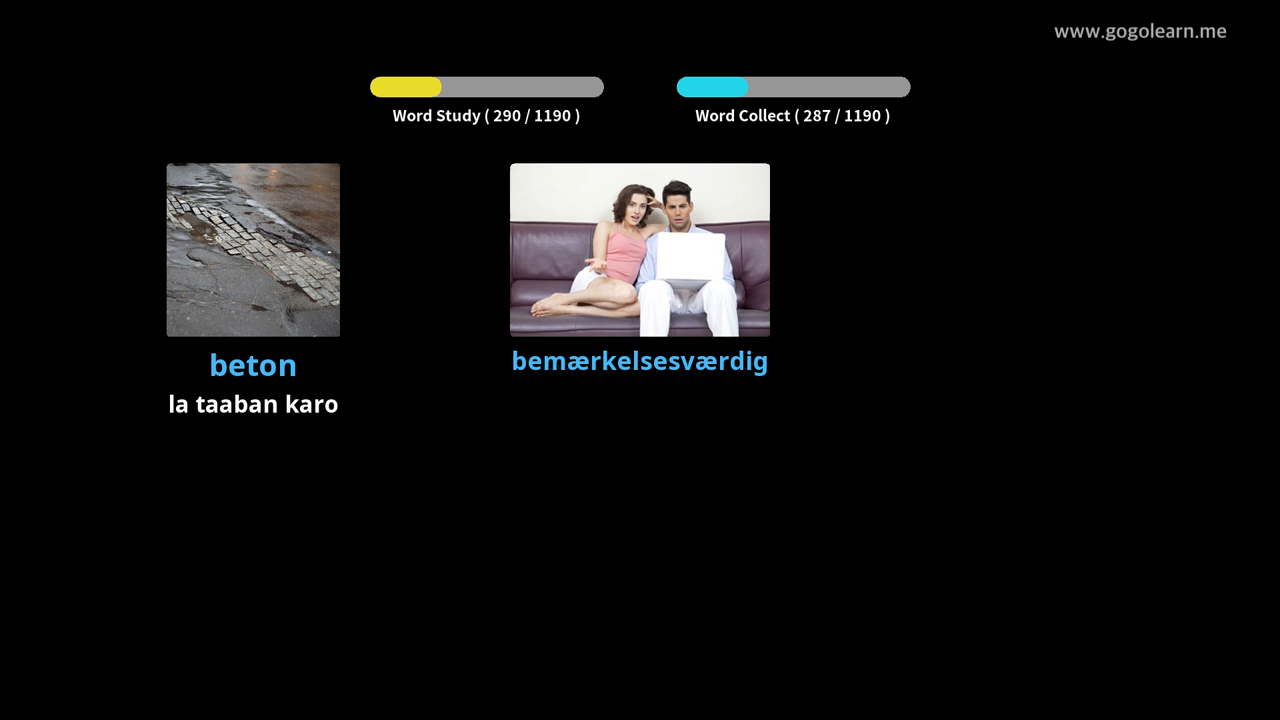 www.gogolearn.me
Word Study ( 290 / 1190 )
Word Collect ( 287 / 1190 )
beton
la taaban karo
bemærkelsesværdig